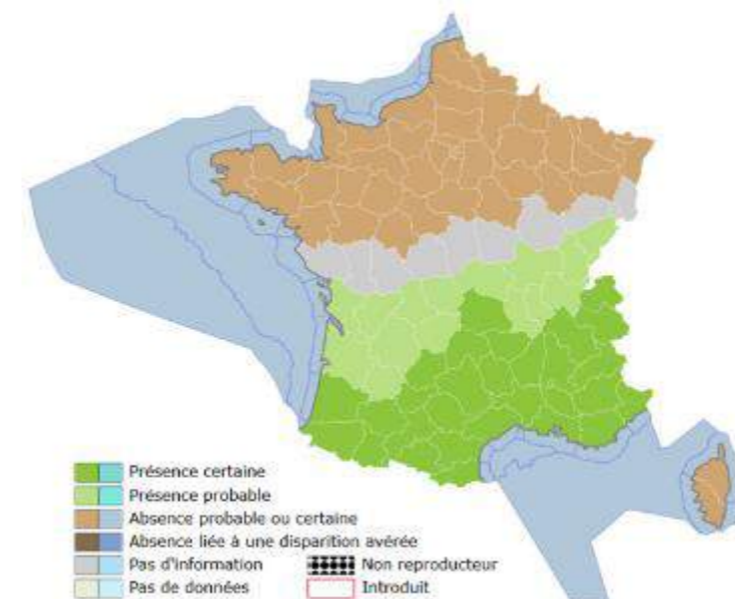 Présence certaine
Présence probable
Absence probable ou certaine
Absence liée à une disparition avérée
Pas d'information
Non reproducteur
Pas de données
Introduit